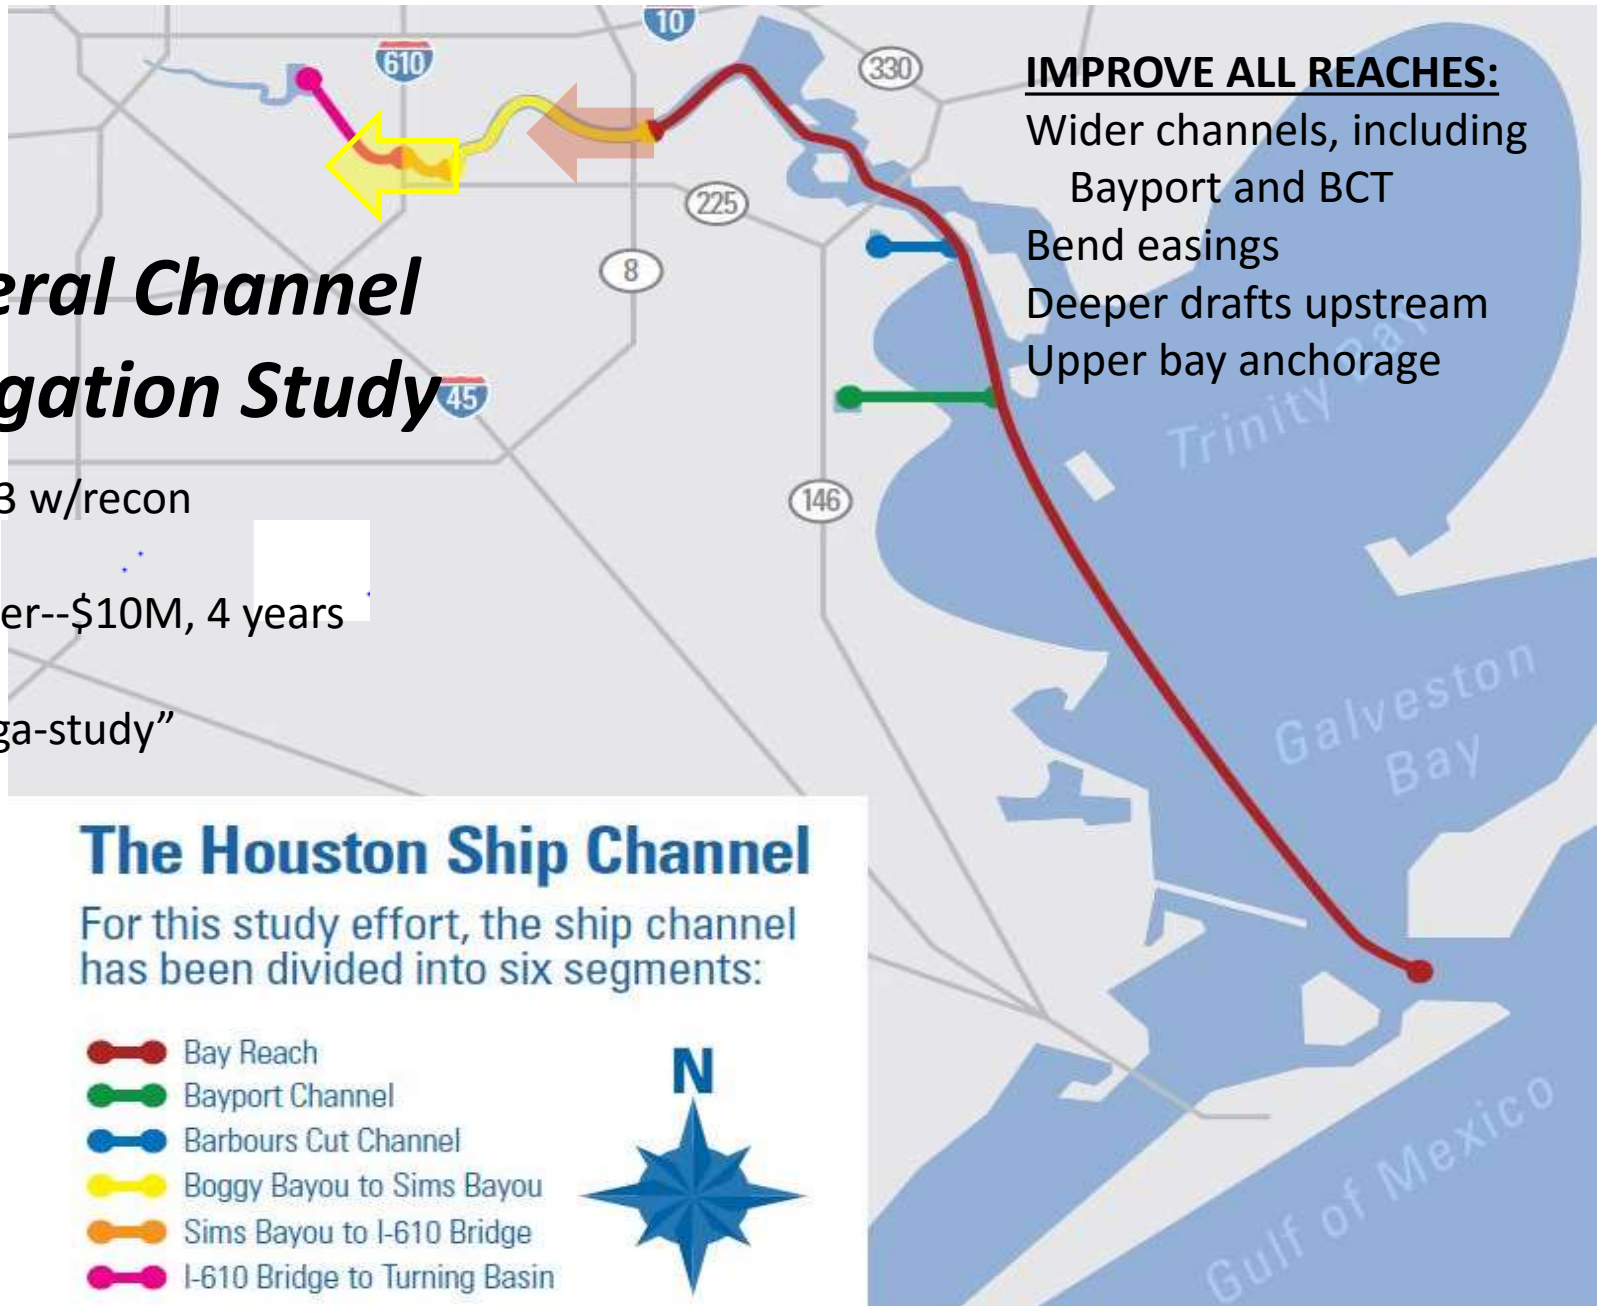 10
610
330
IMPROVE ALL REACHES:
Wider channels, including
Bayport and BCT
Bend easings
Deeper drafts upstream
Upper bay anchorage
225
8
eral Channel
gation Study
45
146
Trinity Bay
3 w/recon
er--$10M, 4 years
ga-study”
Galveston
Bay
The Houston Ship Channel
For this study effort, the ship channel
has been divided into six segments:
Bay Reach
Bayport Channel
Barbours Cut Channel
Boggy Bayou to Sims Bayou
Sims Bayou to I-610 Bridge
I-610 Bridge to Turning Basin
N
Gulf of Mexico